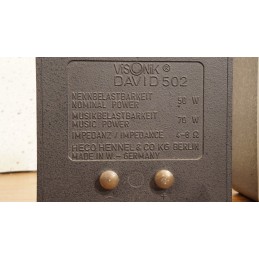 VISONIK ®
DAVID 502
NENNBELASTBARKEIT
NOMINAL POWER 50 W
MUSIKBELASTBARKEIT
MUSIC POWER 70 W
IMPEDANZ / IMPEDANCE 4-8 Ω
HECO HENNEL & CO KG BERLIN
MADE IN W.- GERMANY